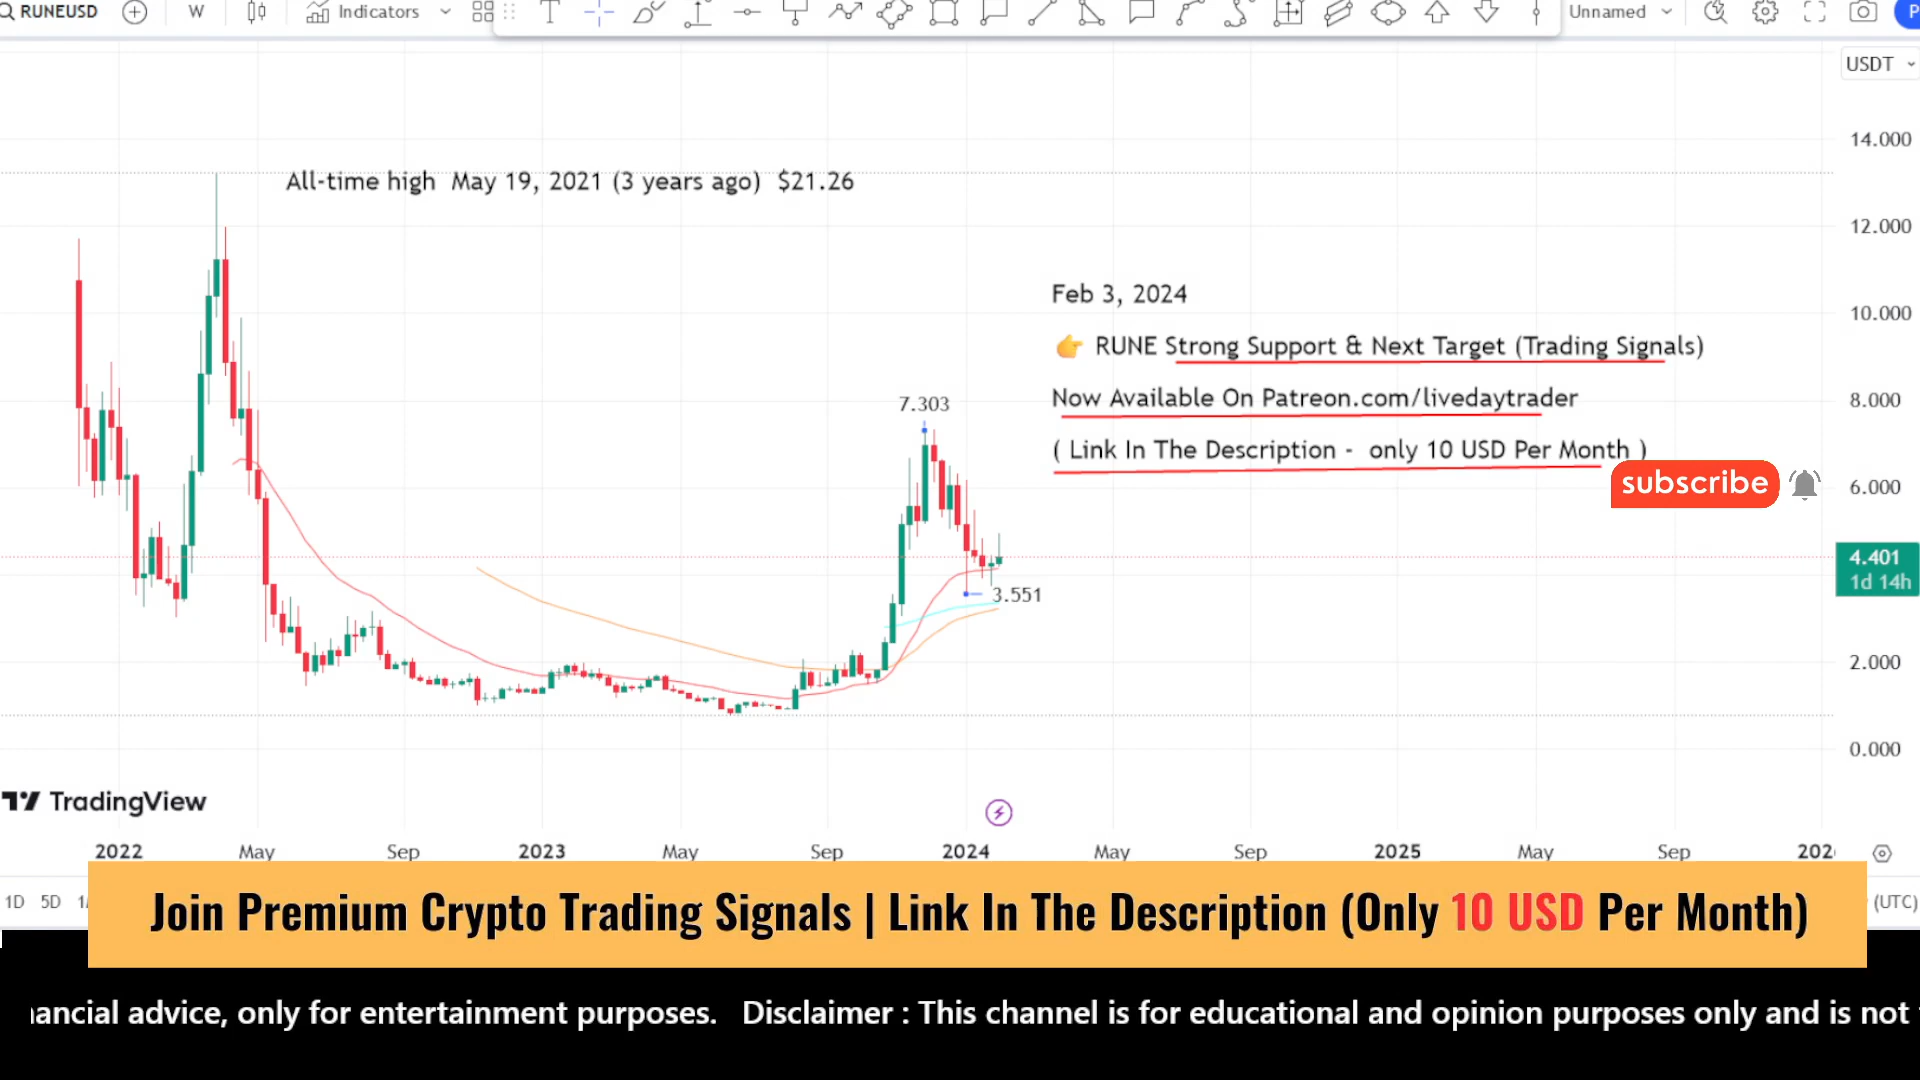 RUNEUSD W Indicators Unnamed
USDT
14.000
All-time high May 19, 2021 (3 years ago) $21.26
12.000
Feb 3, 2024
10.000
👉 RUNE Strong Support & Next Target (Trading Signals)
Now Available On Patreon.com/livedaytrader
7.303
8.000
( Link In The Description - only 10 USD Per Month )
subscribe
6.000
4.401
1d 14h
3.551
2.000
0.000
TradingView
2022 May Sep 2023 May Sep 2024 May Sep 2025 May Sep
1D 5D (UTC)
Join Premium Crypto Trading Signals | Link In The Description (Only 10 USD Per Month)
advice, only for entertainment purposes. Disclaimer : This channel is for educational and opinion purposes only and is not